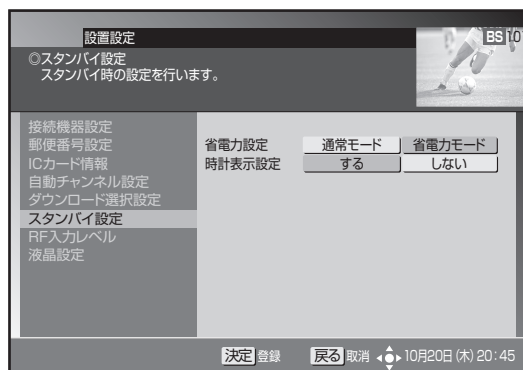 設置設定
BS 10
◎スタンバイ設定
スタンバイ時の設定を行います。
接続機器設定
郵便番号設定
ICカード情報
自動チャンネル設定
ダウンロード選択設定
スタンバイ設定
RF入力レベル
液晶設定
省電力設定 通常モード 省電力モード
時計表示設定 する しない
決定 登録 戻る 取消 10月20日(木)20:45